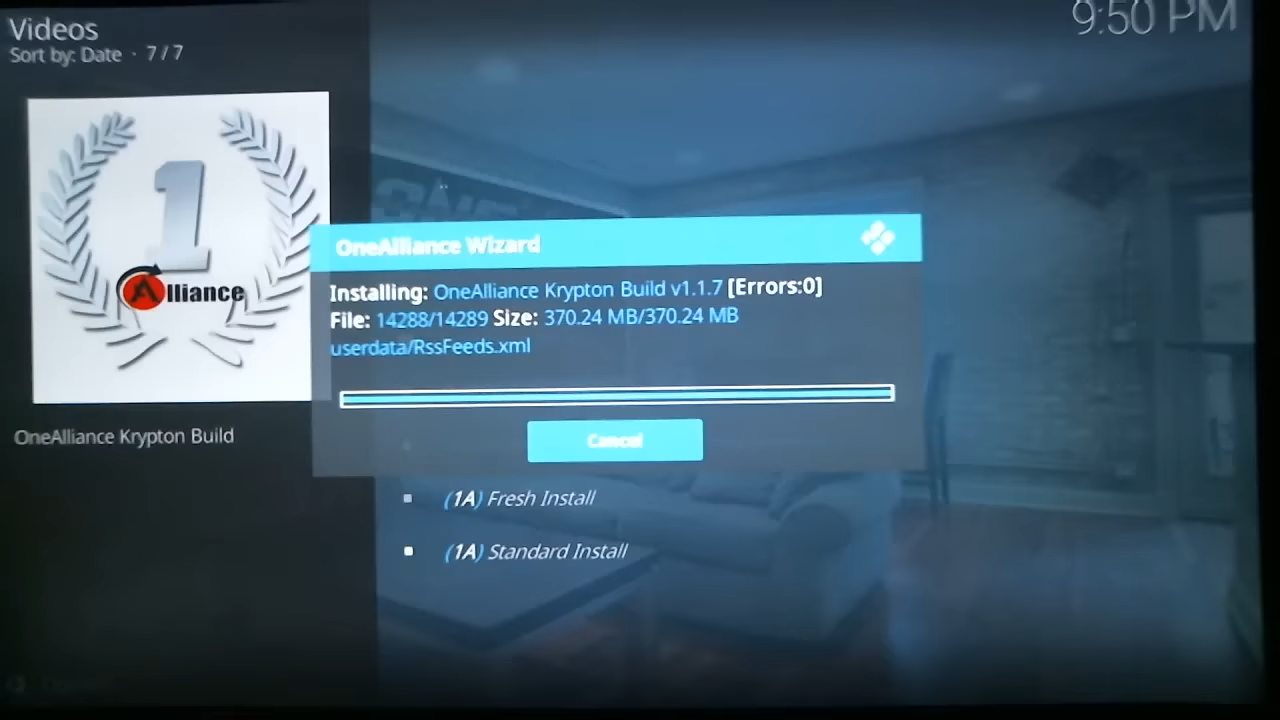 Videos
Sort by: Date · 7 / 7
9:50 PM
1
Alliance
OneAlliance Krypton Build
OneAlliance Wizard
Installing: OneAlliance Krypton Build v1.1.7 [Errors:0]
File: 14288/14289 Size: 370.24 MB/370.24 MB
userdata/RssFeeds.xml
Cancel
(1A) Fresh Install
(1A) Standard Install